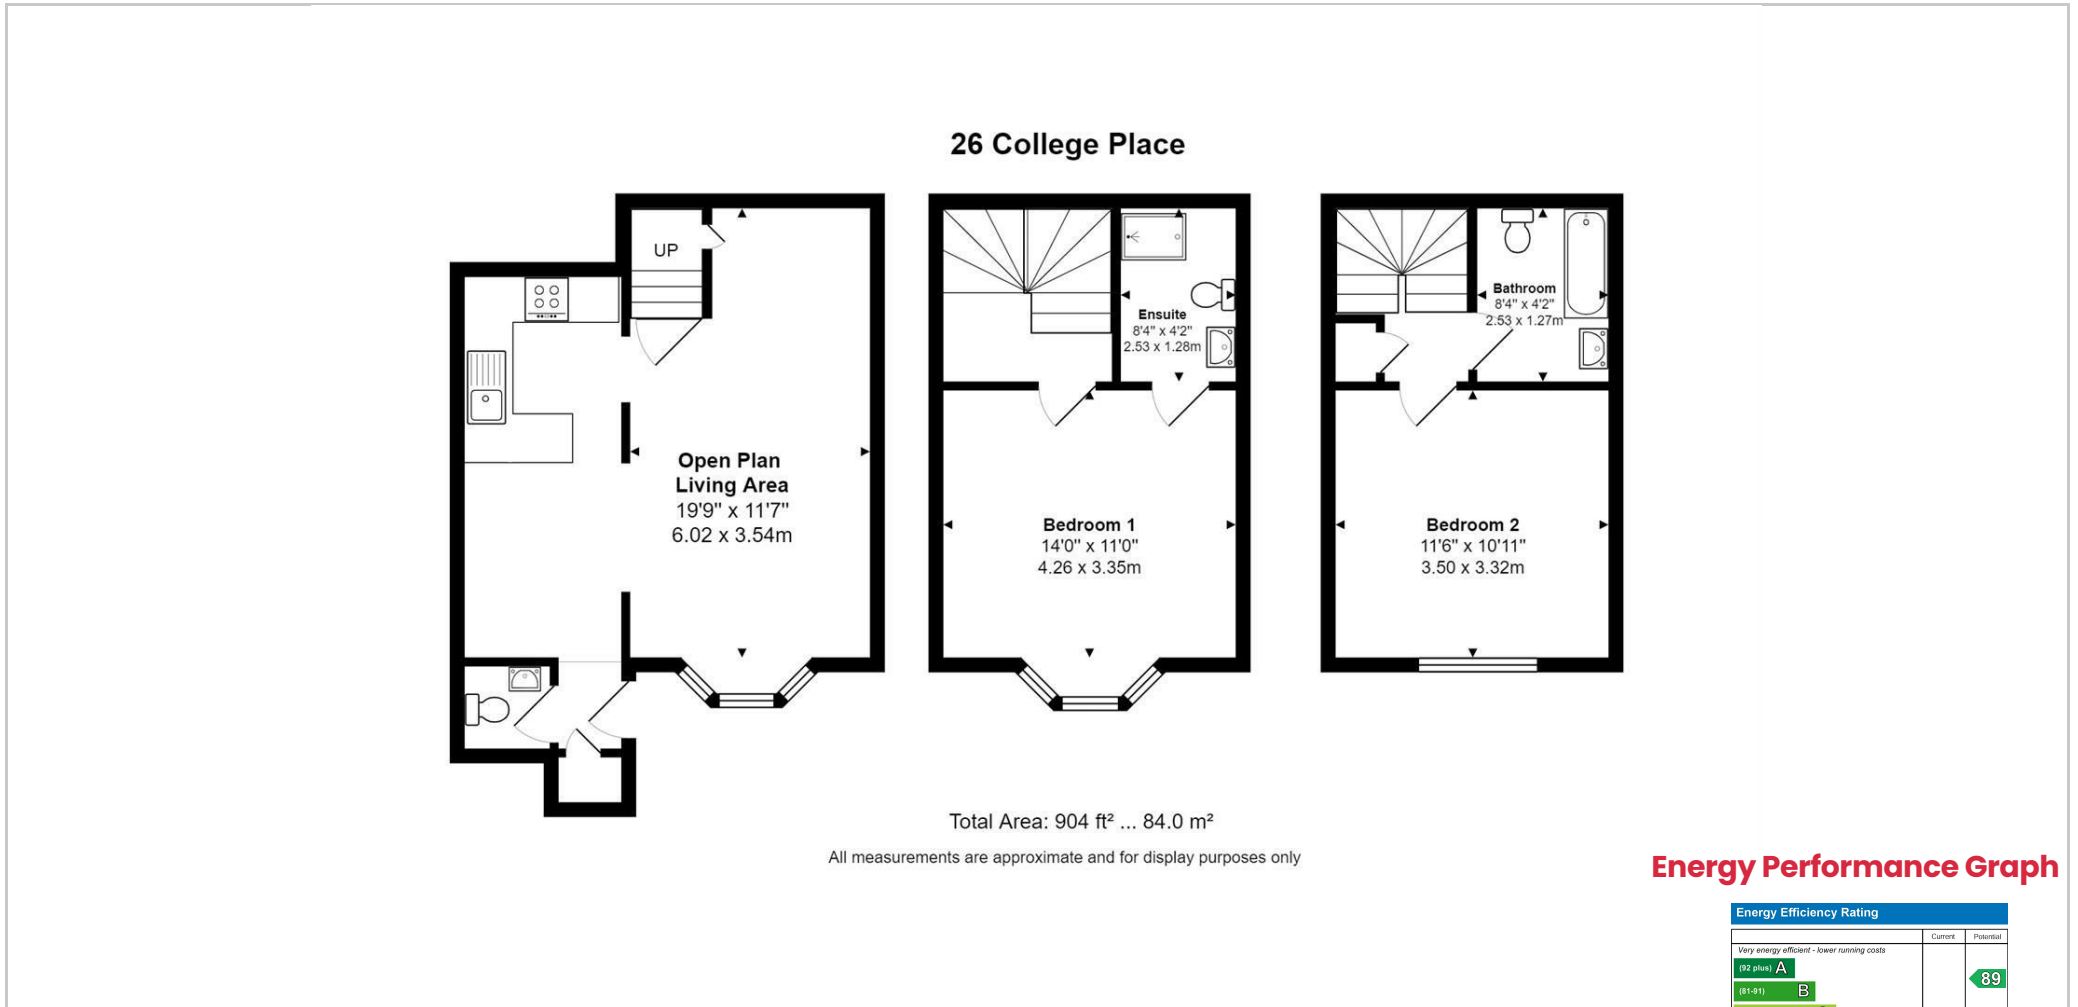 26 College Place
UP
Open Plan
Living Area
19'9" x 11'7"
6.02 x 3.54m
Ensuite
8'4" x 4'2"
2.53 x 1.28m
Bedroom 1
14'0" x 11'0"
4.26 x 3.35m
Bathroom
8'4" x 4'2"
2.53 x 1.27m
Bedroom 2
11'6" x 10'11"
3.50 x 3.32m
Total Area: 904 ft² ... 84.0 m²
All measurements are approximate and for display purposes only
Energy Performance Graph
Energy Efficiency Rating
Current Potential
Very energy efficient - lower running costs
(92 plus) A
89
(81-91) B